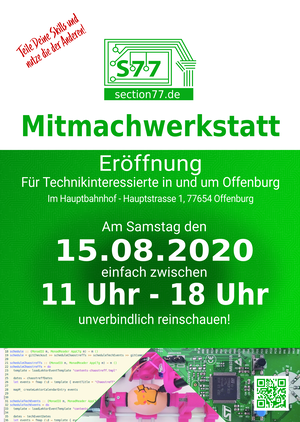 Teile Deine Skills und
nutze die der Anderen!
S77
section77.de
Mitmachwerkstatt
Eröffnung
Für Technikinteressierte in und um Offenburg
Im Hauptbahnhof - Hauptstrasse 1, 77654 Offenburg
Am Samstag den
15.08.2020
einfach zwischen
11 Uhr - 18 Uhr
unverbindlich reinschauen!